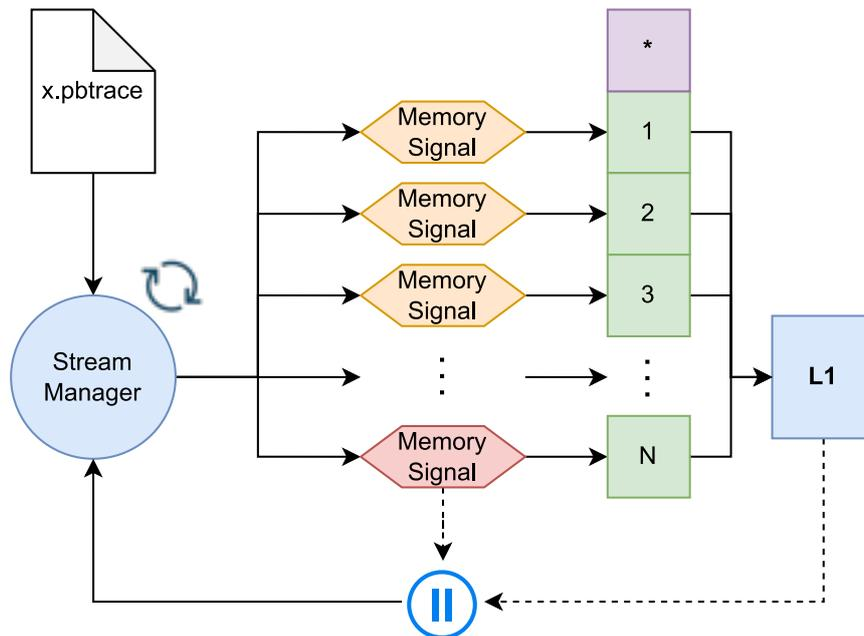 *
x.pbtrace
Memory
Signal
1
Memory
Signal
2
Memory
Signal
3
Stream
Manager
⋮
⋮
L1
Memory
Signal
N